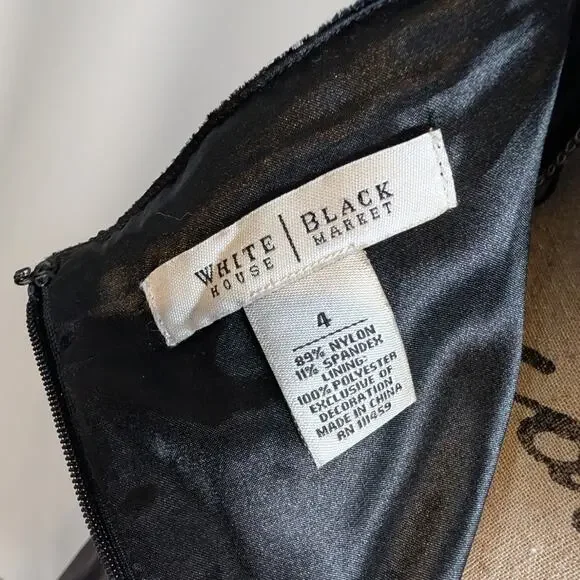 WHITE | BLACK
HOUSE | MARKET
4
89% NYLON
11% SPANDEX
LINING:
100% POLYESTER
EXCLUSIVE OF
DECORATION
MADE IN CHINA
RN 111459